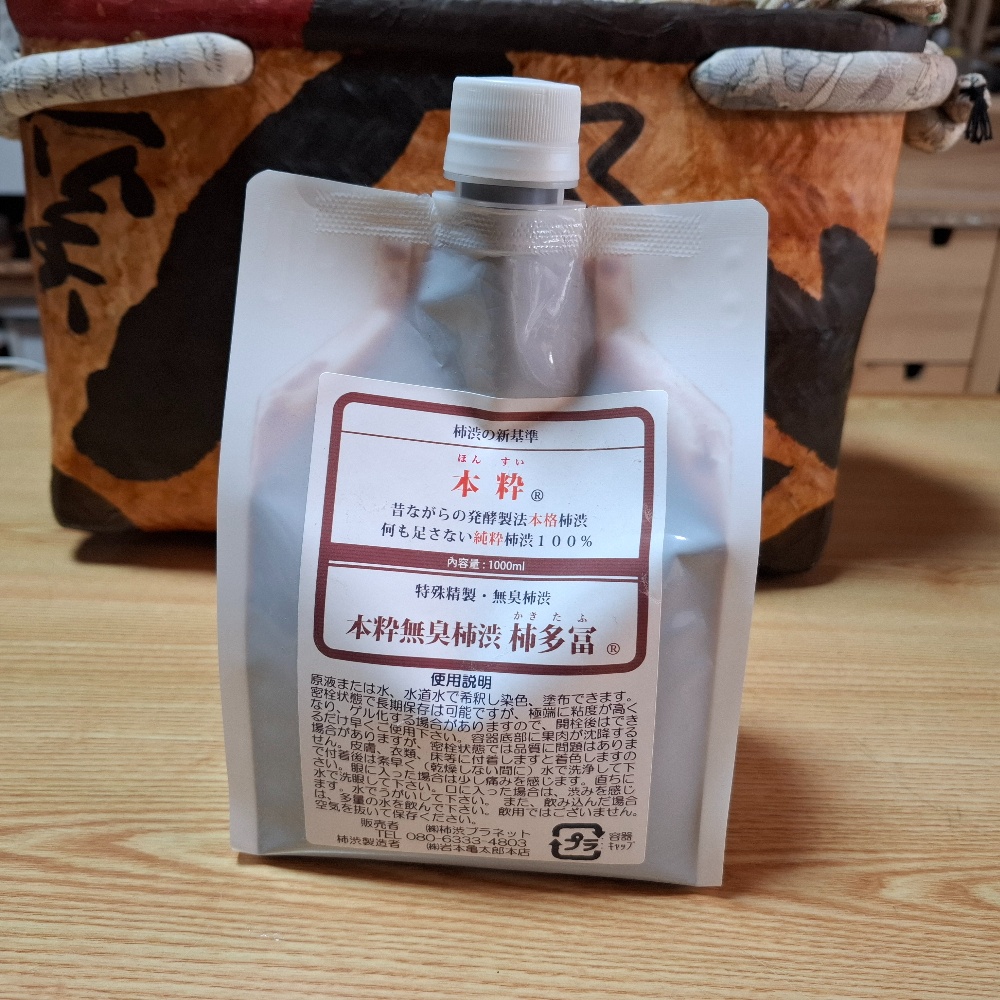 柿渋の新基準
ほん すい
本 粋 ®
昔ながらの発酵製法本格柿渋
何も足さない純粋柿渋100%
内容量:1000ml
特殊精製・無臭柿渋
かきたふ
本粋無臭柿渋 柿多冨 ®
使用説明
原液または水、水道水で希釈し染色、塗布できます。
密栓状態で長期保存は可能ですが、極端に粘度が高く
なり、ゲル化する場合がありますので、開栓後はでき
るだけ早くご使用下さい。容器底部に果肉が沈降する
場合がありますが、密栓状態では品質に問題はありま
せん。皮膚、衣類、床等に付着しますと着色しますの
で付着後は素早く(乾燥しない間に)水で洗浄して下
さい。眼に入った場合は少し痛みを感じます。直ちに
水で洗眼して下さい。口に入った場合は、渋みを感じ
ます。水でうがいして下さい。また、飲み込んだ場合
は、多量の水を飲んで下さい。飲用ではございません。
空気を抜いて保存ください。
販売者 ㈱柿渋プラネット
TEL 080-6333-4803
柿渋製造者 ㈱岩本亀太郎本店
プラ
:容器
:キャップ